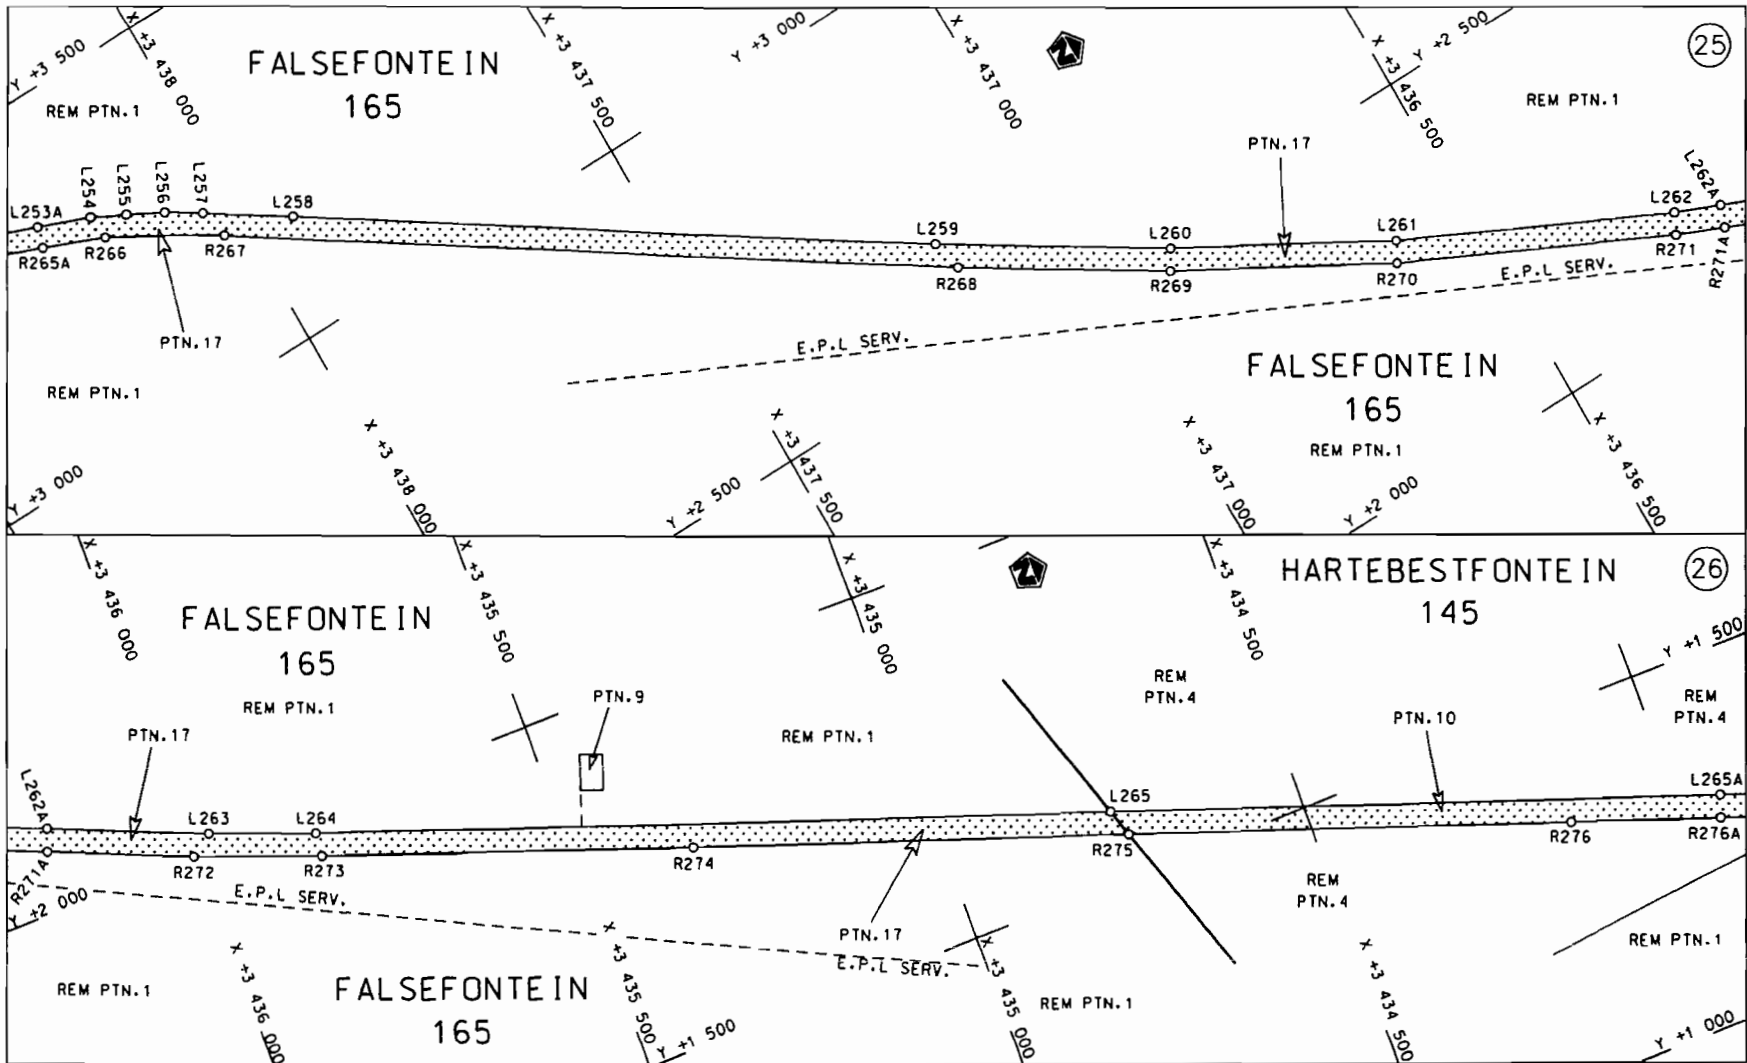 Y +3 500
X +3 438 000
FALSEFONTEIN
165
X +3 437 500
Y +3 000
X +3 437 000
X +3 436 500
Y +2 500
25
REM PTN.1
REM PTN.1
PTN.17
L253A
L254
L255
L256
L257
L258
L259
L260
L261
L262
L262A
R265A
R266
R267
R268
R269
R270
R271
R271A
E.P.L SERV.
E.P.L SERV.
PTN.17
REM PTN.1
FALSEFONTEIN
165
REM PTN.1
Y +3 000
X +3 438 000
Y +2 500
X +3 437 500
X +3 437 000
Y +2 000
X +3 436 500
X +3 436 000
X +3 435 500
X +3 435 000
X +3 434 500
HARTEBESTFONTEIN
145
26
FALSEFONTEIN
165
REM PTN.1
Y +1 500
REM
PTN.4
REM
PTN.4
PTN.9
PTN.17
REM PTN.1
PTN.10
L262A
L263
L264
L265
L265A
R271A
R272
R273
R274
R275
R276
R276A
Y +2 000
E.P.L SERV.
PTN.17
E.P.L SERV.
REM
PTN.4
REM PTN.1
REM PTN.1
X +3 436 000
FALSEFONTEIN
165
X +3 435 500
Y +1 500
X +3 435 000
REM PTN.1
X +3 434 500
Y +1 000